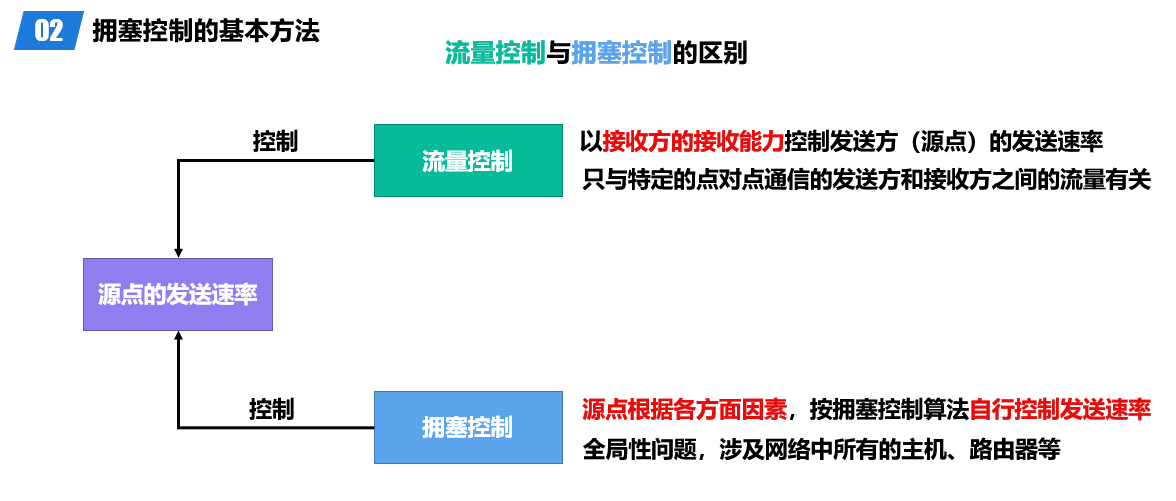 02 拥塞控制的基本方法
流量控制与拥塞控制的区别
控制
流量控制
以接收方的接收能力控制发送方（源点）的发送速率
只与特定的点对点通信的发送方和接收方之间的流量有关
源点的发送速率
控制
拥塞控制
源点根据各方面因素，按拥塞控制算法自行控制发送速率
全局性问题，涉及网络中所有的主机、路由器等